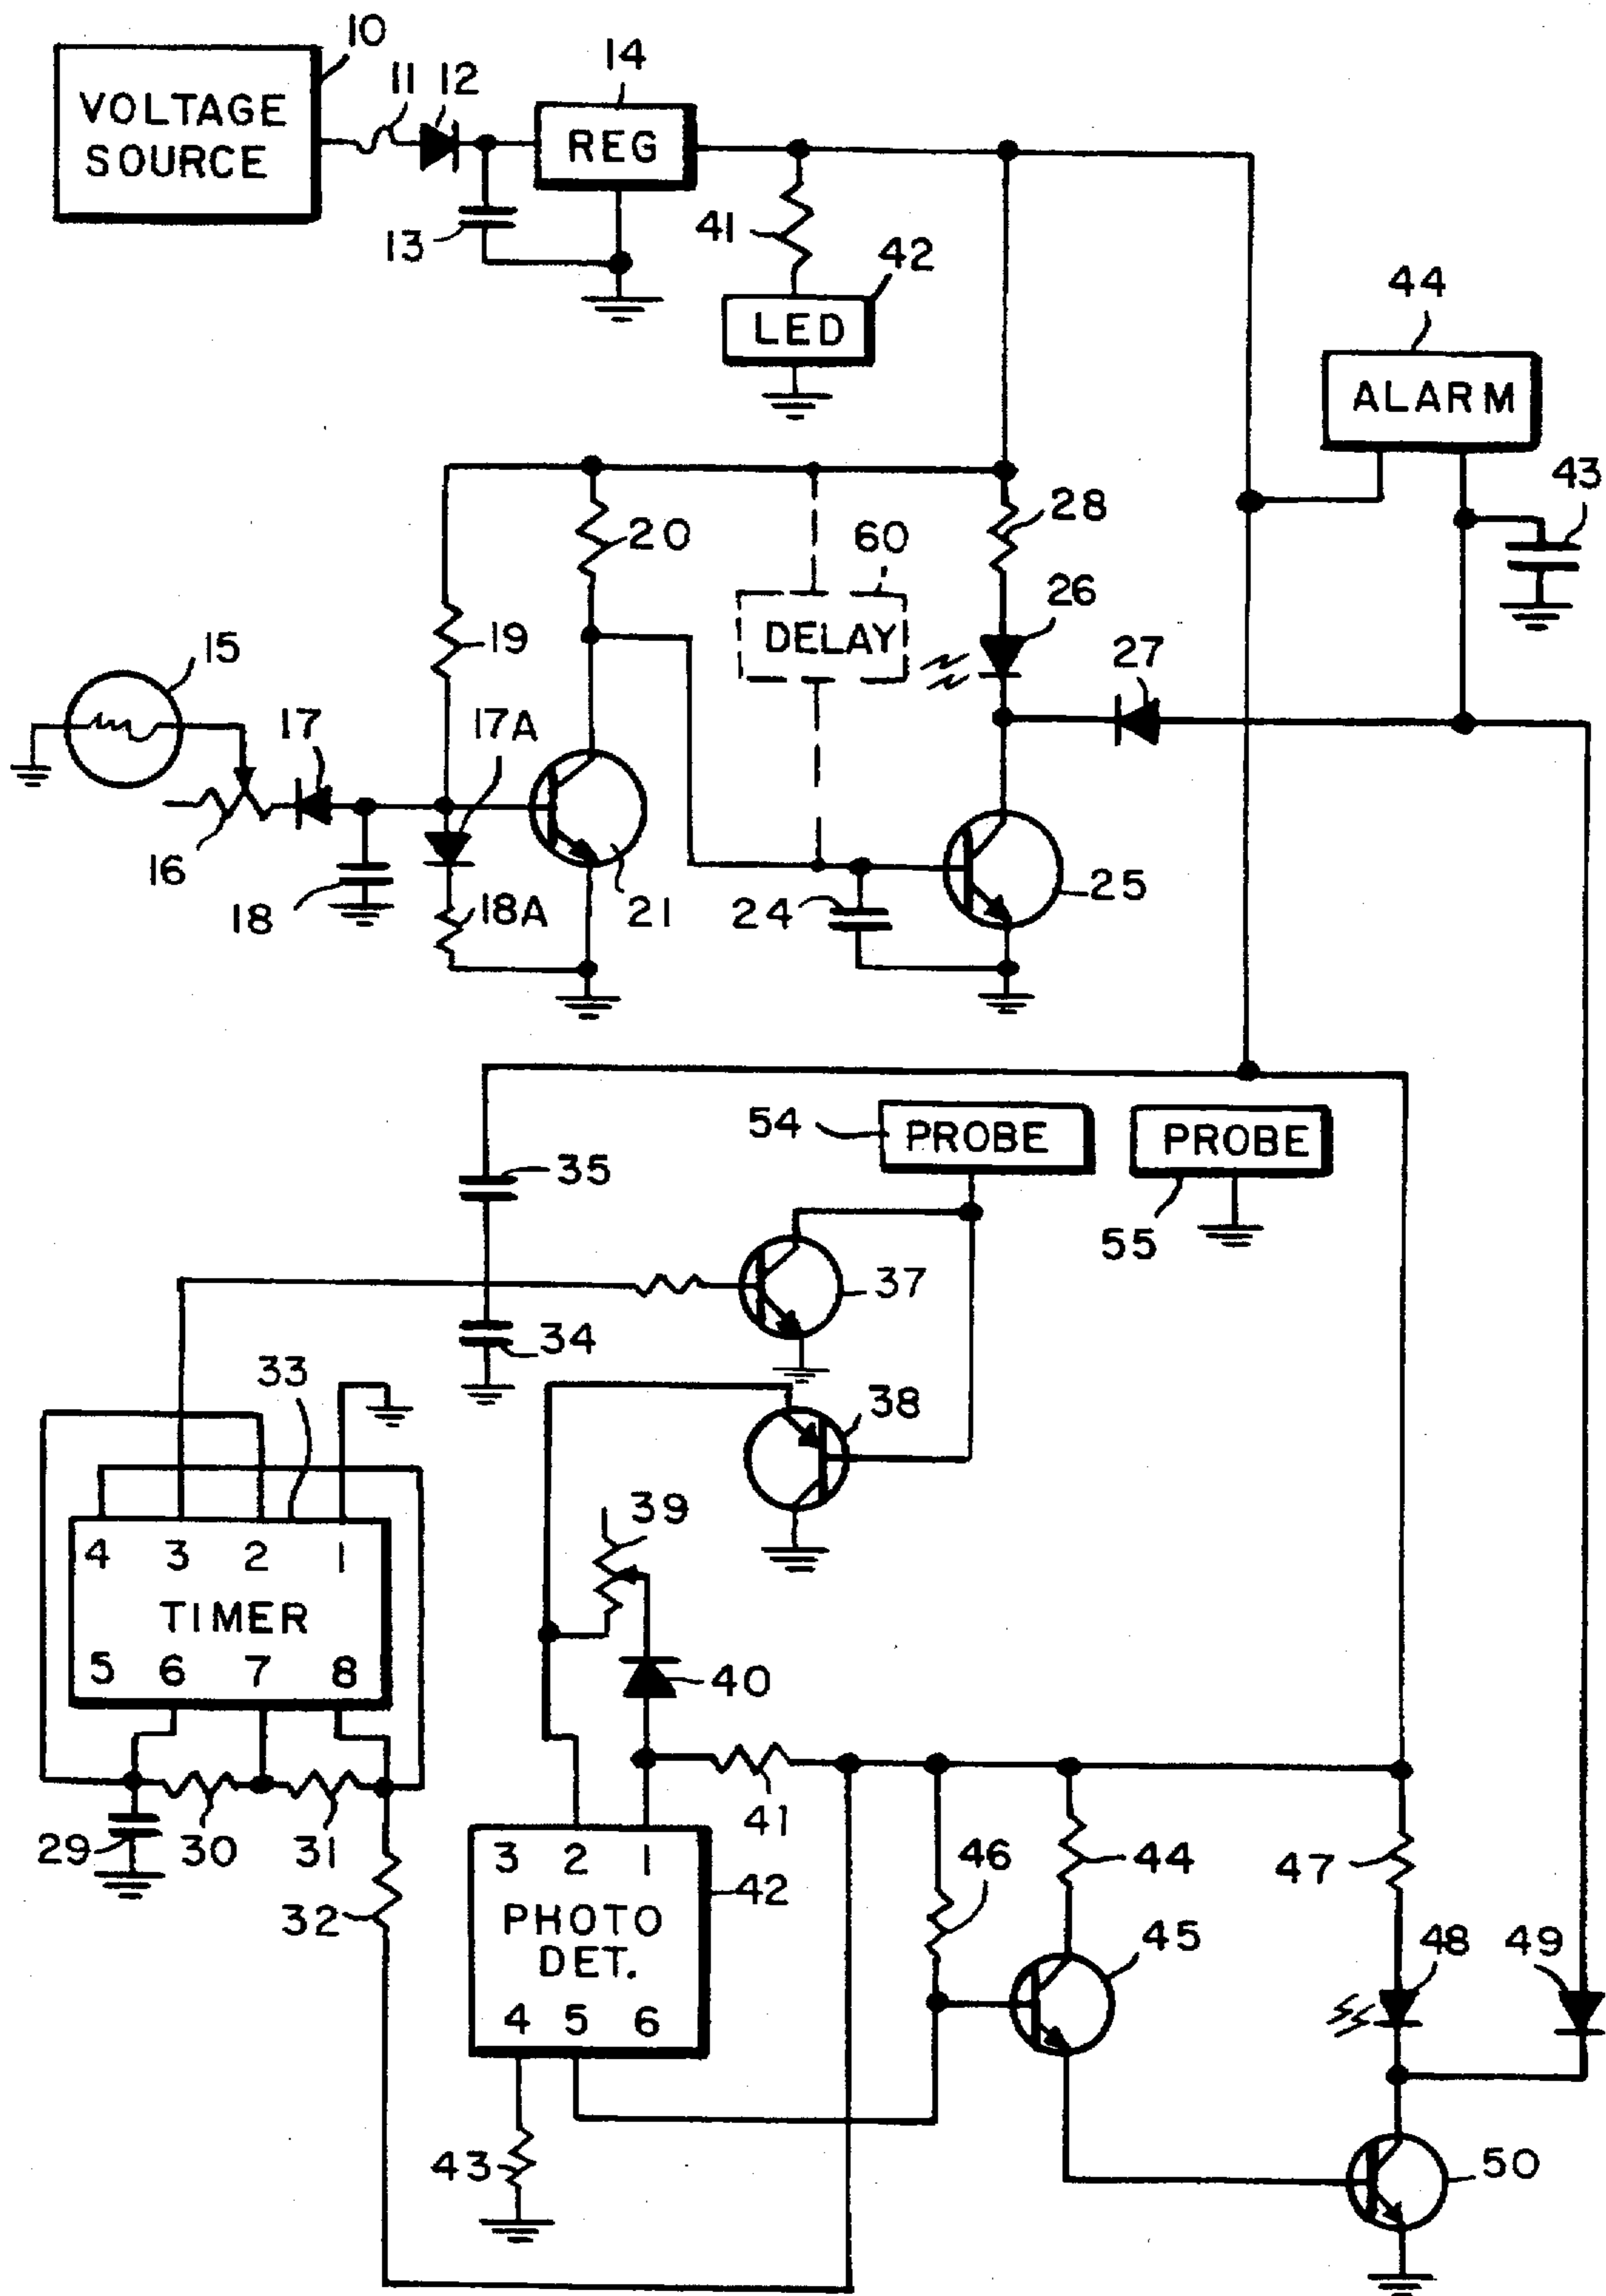 10
11
12
14
VOLTAGE
SOURCE
REG
13
41
42
LED
44
ALARM
43
28
20
60
26
15
19
DELAY
27
17
17A
16
18
18A
21
24
25
54
PROBE
PROBE
35
55
37
34
33
38
39
4 3 2 1
TIMER
5 6 7 8
40
29
30
31
41
3 2 1
46
44
47
32
42
PHOTO
DET.
45
48
49
4 5 6
43
50